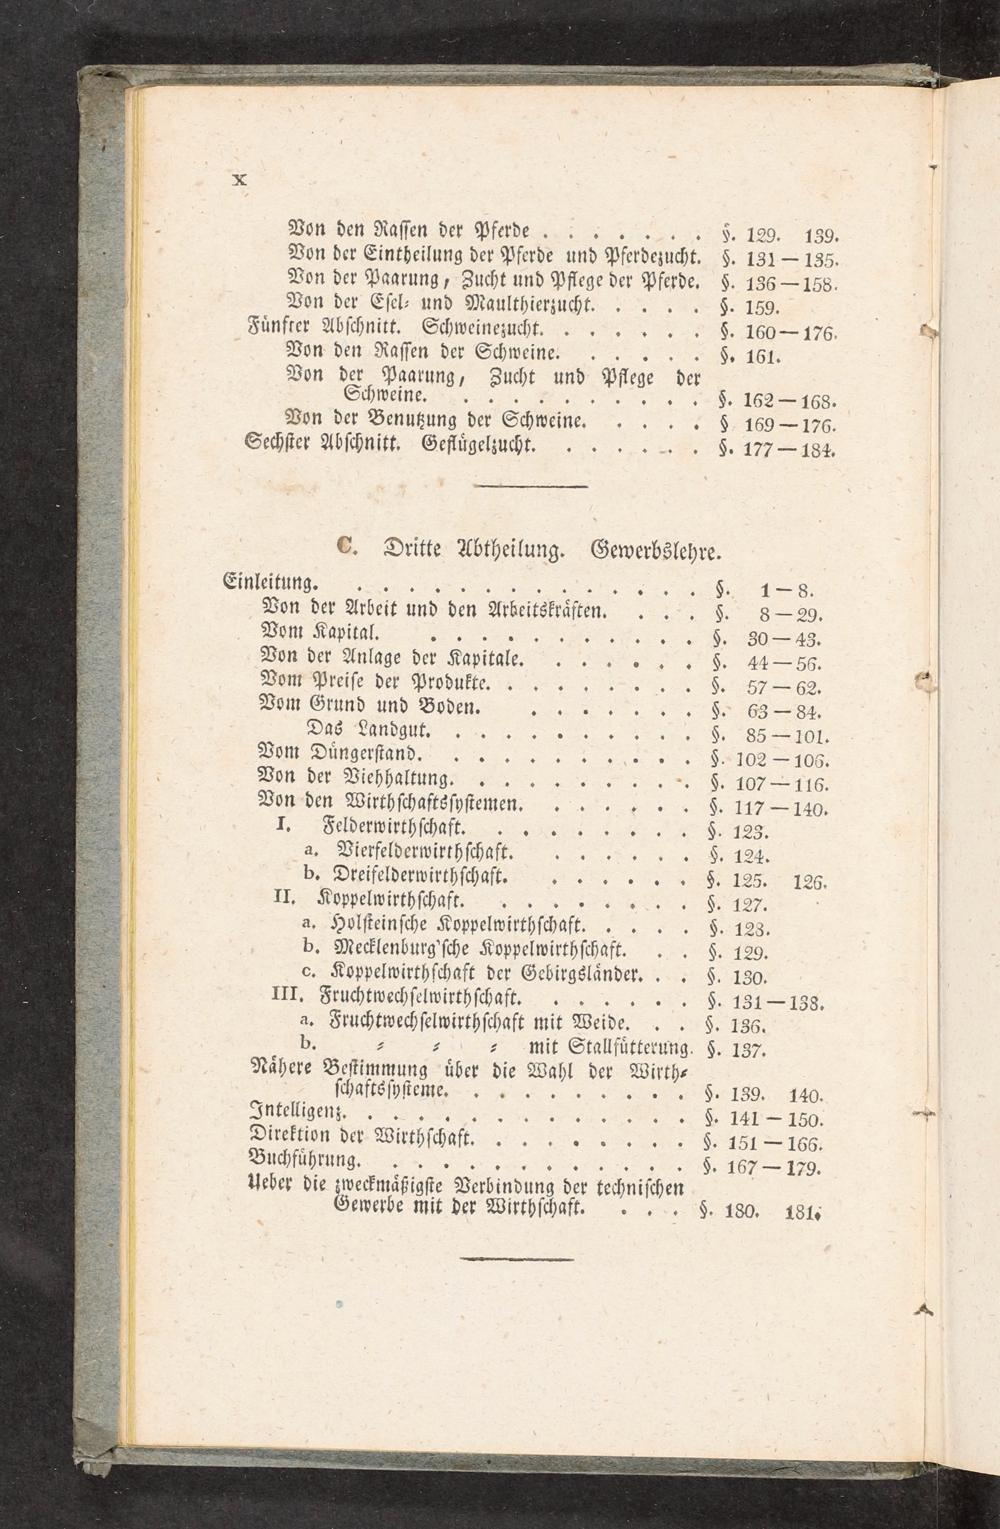 x
Von den Rassen der Pferde . . . . . . . §. 129. 139.
Von der Eintheilung der Pferde und Pferdezucht. §. 131—135.
Von der Paarung, Zucht und Pflege der Pferde. §. 136—158.
Von der Esel- und Maulthierzucht. . . . . §. 159.
Fünfter Abschnitt. Schweinezucht. . . . . . . §. 160—176.
Von den Rassen der Schweine. . . . . . §. 161.
Von der Paarung, Zucht und Pflege der
Schweine. . . . . . . . . . . §. 162—168.
Von der Benutzung der Schweine. . . . . § 169—176.
Sechster Abschnitt. Geflügelzucht. . . . . . . §. 177—184.
C. Dritte Abtheilung. Gewerbslehre.
Einleitung. . . . . . . . . . . . . . . §. 1—8.
Von der Arbeit und den Arbeitskräften. . . . §. 8—29.
Vom Kapital. . . . . . . . . . . . §. 30—43.
Von der Anlage der Kapitale. . . . . . . §. 44—56.
Vom Preise der Produkte. . . . . . . . . §. 57—62.
Vom Grund und Boden. . . . . . . . §. 63—84.
Das Landgut. . . . . . . . . . . §. 85—101.
Vom Düngerstand. . . . . . . . . . . §. 102—106.
Von der Viehhaltung. . . . . . . . . . §. 107—116.
Von den Wirthschaftssystemen. . . . . . . §. 117—140.
I. Felderwirthschaft. . . . . . . . . §. 123.
a. Vierfelderwirthschaft. . . . . . . §. 124.
b. Dreifelderwirthschaft. . . . . . . §. 125. 126.
II. Koppelwirthschaft. . . . . . . . . §. 127.
a. Holsteinsche Koppelwirthschaft. . . . . §. 128.
b. Mecklenburg'sche Koppelwirthschaft. . . §. 129.
c. Koppelwirthschaft der Gebirgsländer. . . §. 130.
III. Fruchtwechselwirthschaft. . . . . . . §. 131—138.
a. Fruchtwechselwirthschaft mit Weide. . . §. 136.
b. = = = mit Stallfütterung. §. 137.
Nähere Bestimmung über die Wahl der Wirth-
schaftssysteme. . . . . . . . . . §. 139. 140.
Intelligenz. . . . . . . . . . . . . . §. 141—150.
Direktion der Wirthschaft. . . . . . . . . §. 151—166.
Buchführung. . . . . . . . . . . . . §. 167—179.
Ueber die zweckmäßigste Verbindung der technischen
Gewerbe mit der Wirthschaft. . . . §. 180. 181.